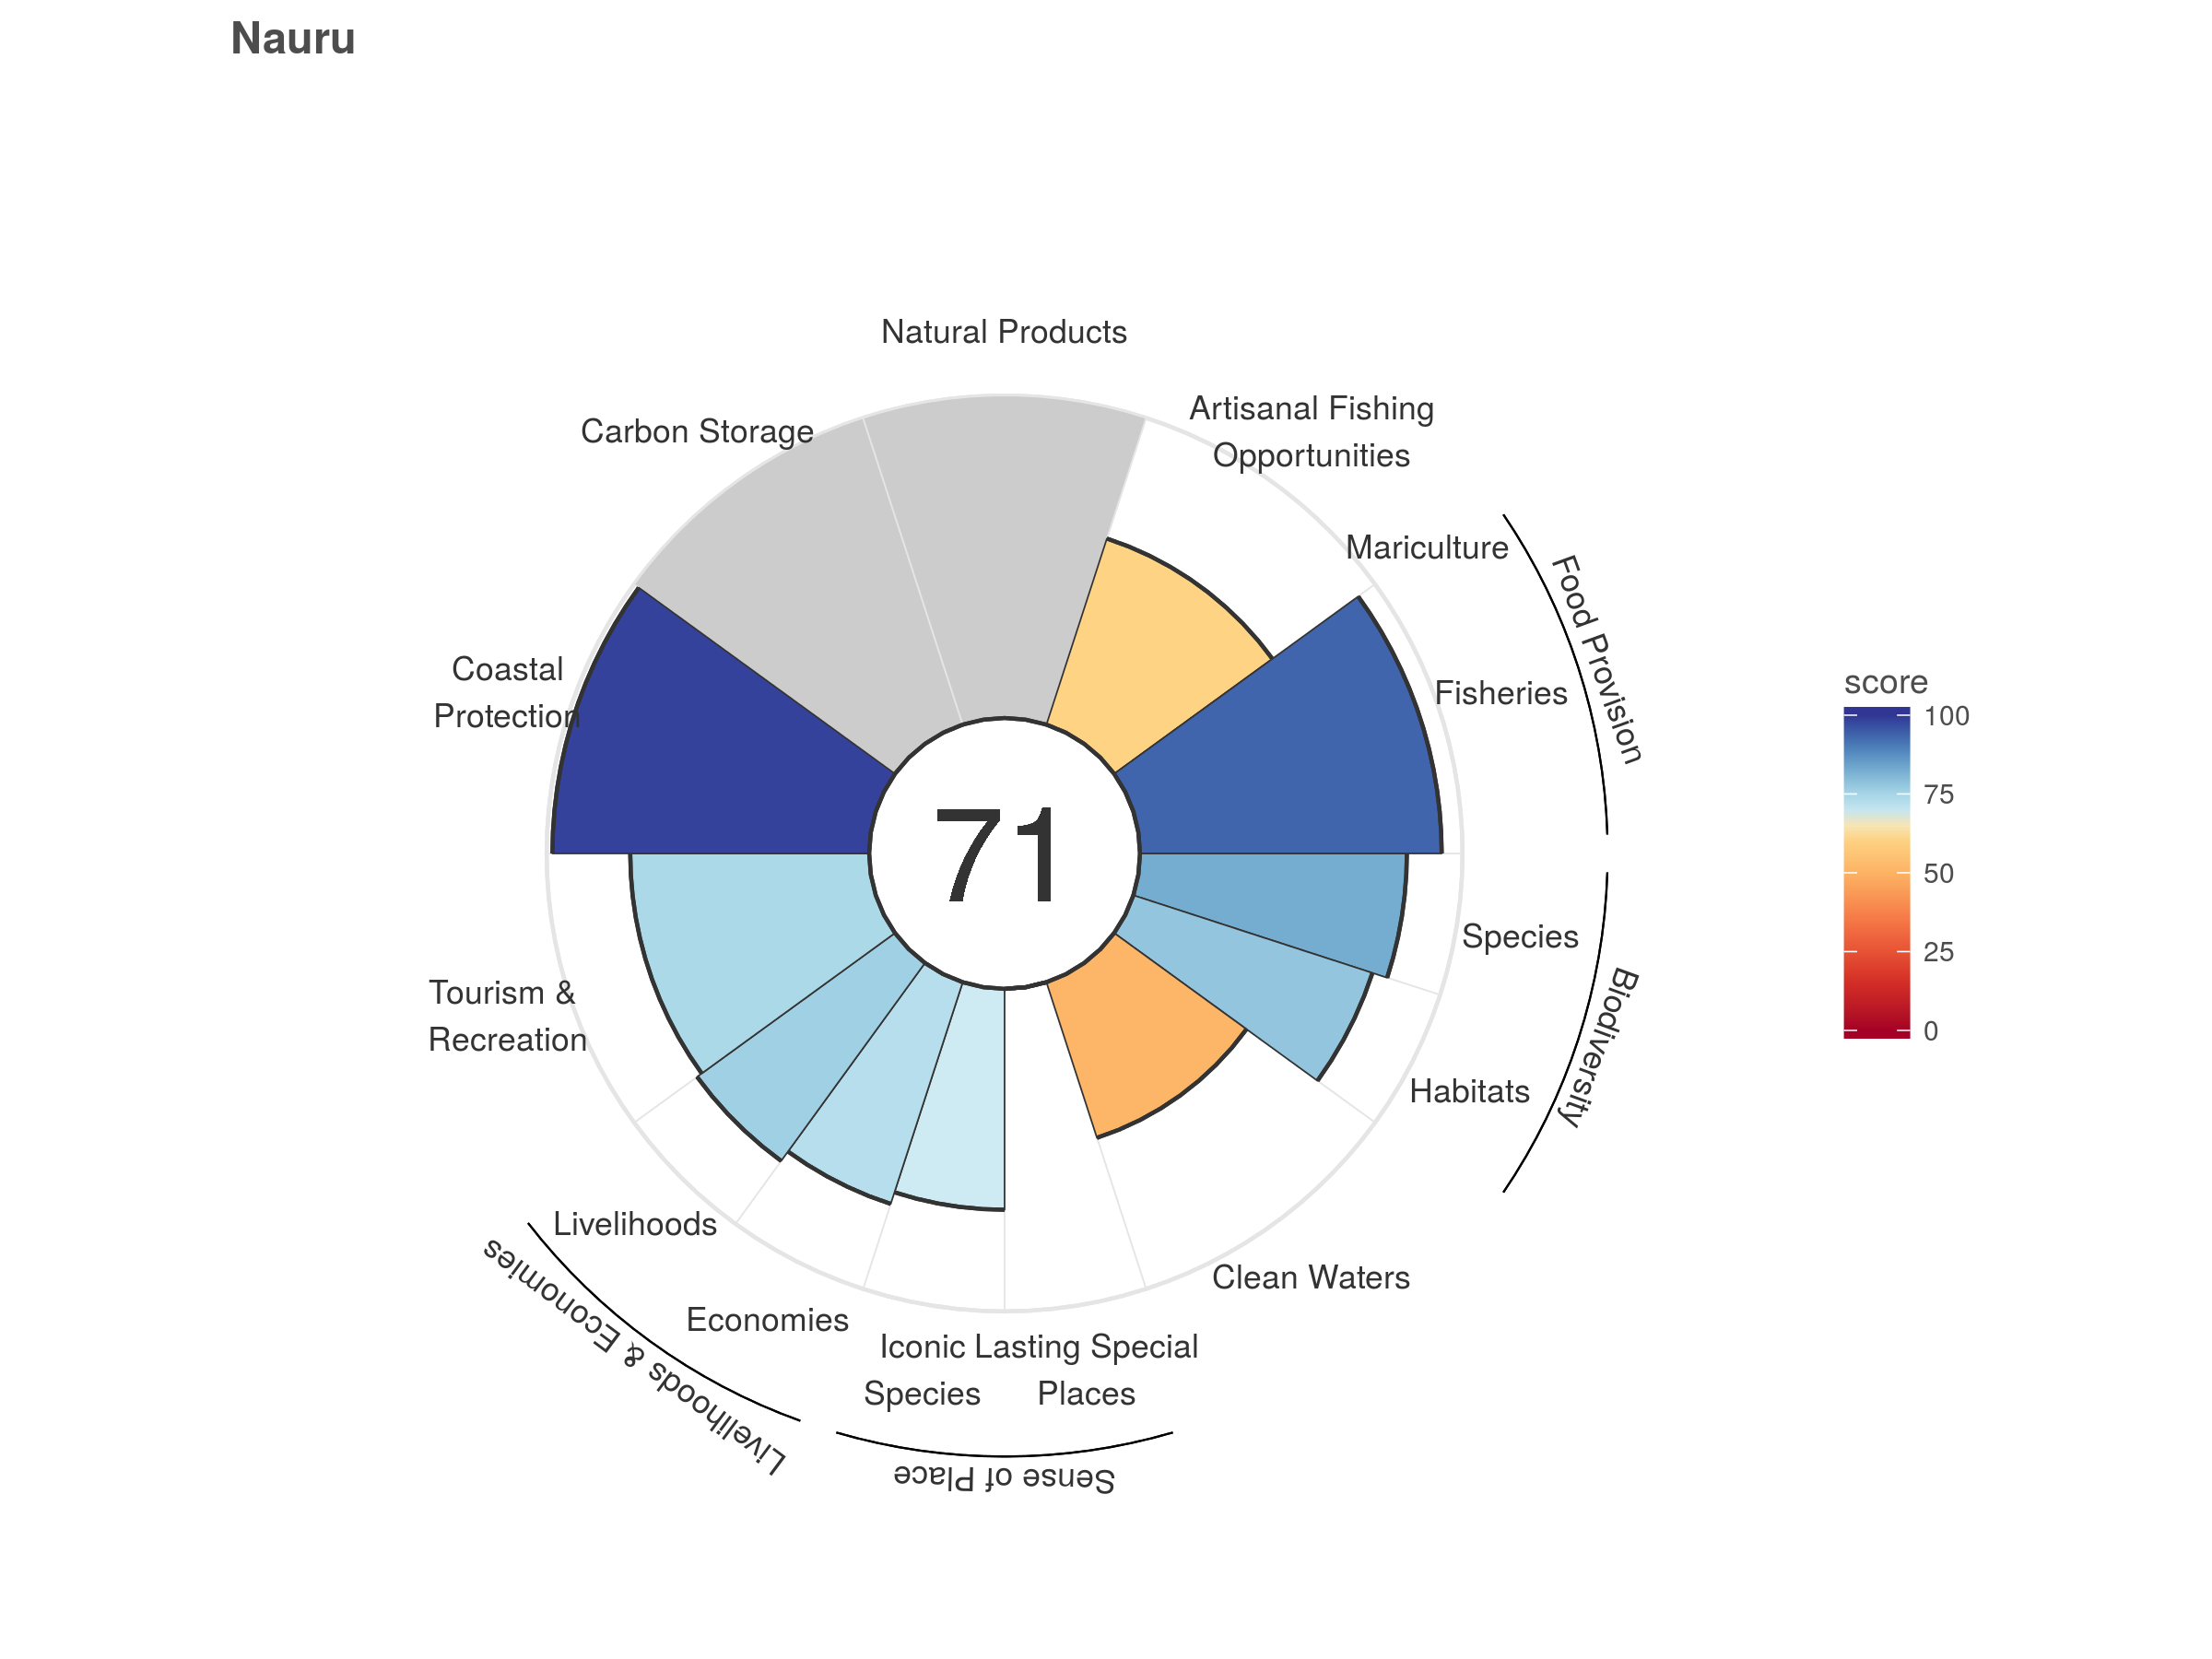 Nauru
Natural Products
Artisanal Fishing
Opportunities
Carbon Storage
Mariculture
Food Provision
Coastal
Protection
Fisheries
71
Species
Biodiversity
Tourism &
Recreation
Habitats
Livelihoods
Clean Waters
Livelihoods & Economies
Economies
Iconic
Species
Lasting Special
Places
Sense of Place
score
100
75
50
25
0